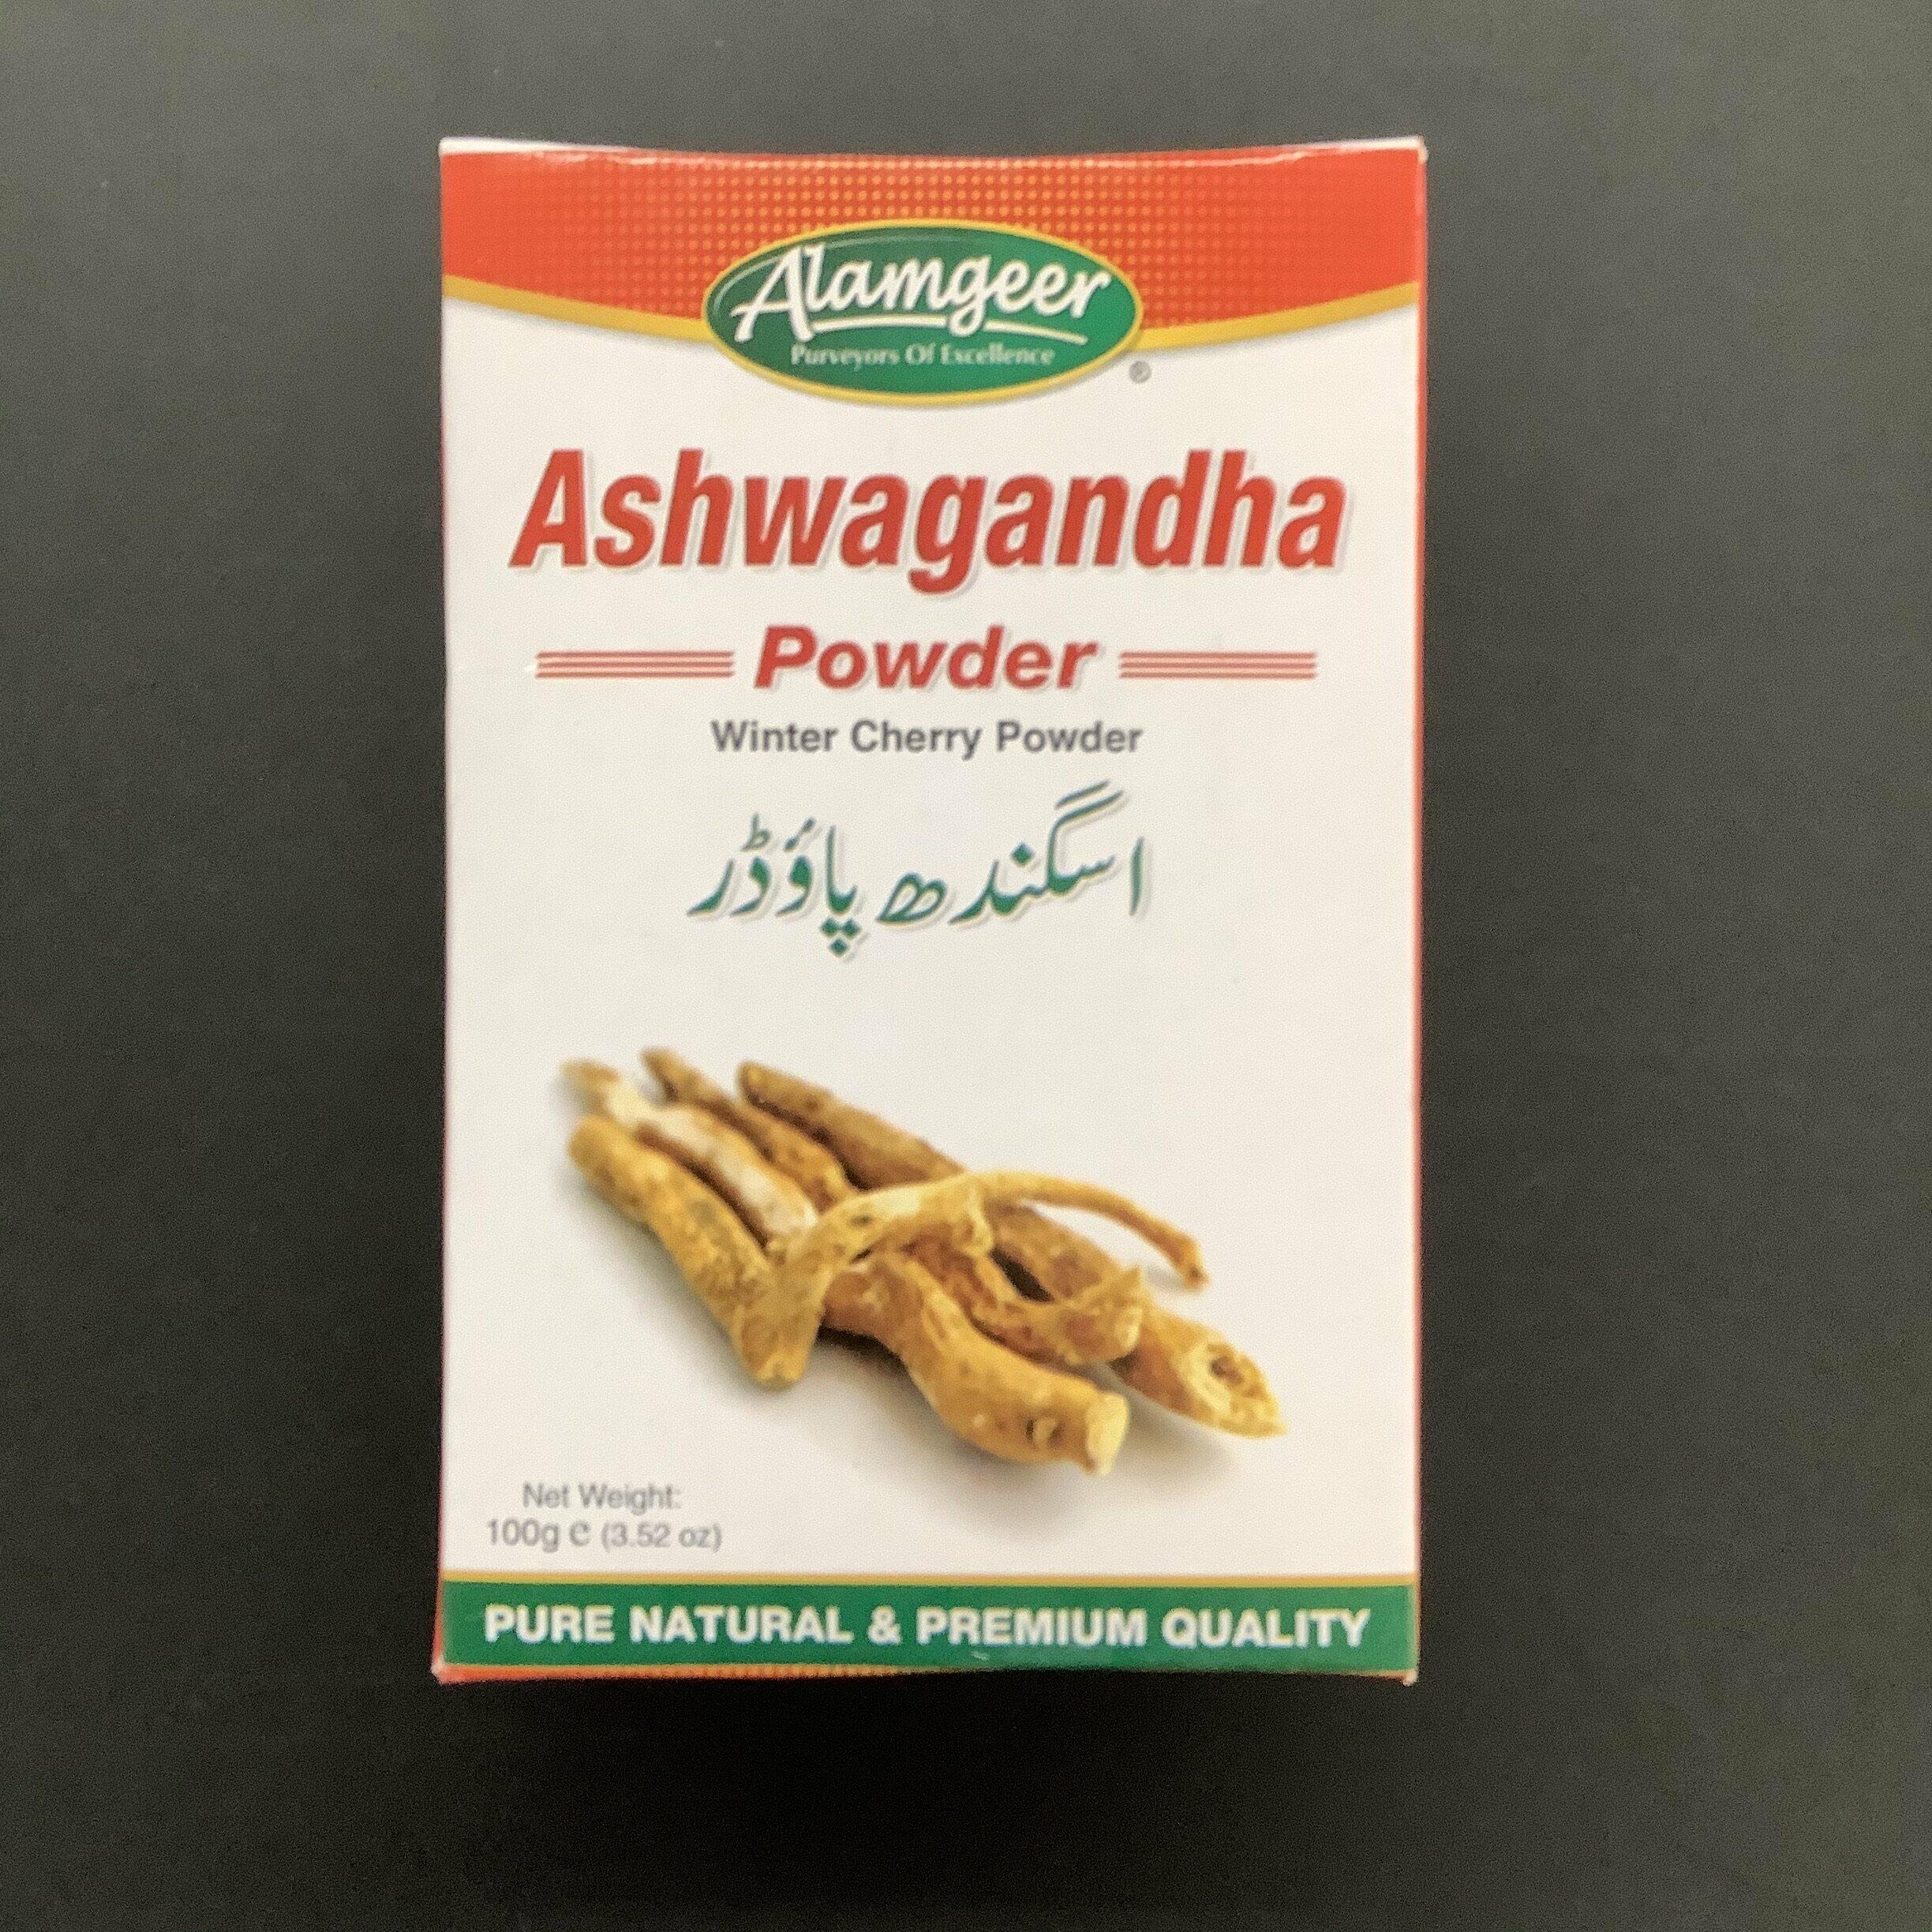 Alamgeer
Purveyors Of Excellence
®
Ashwagandha
Powder
Winter Cherry Powder
اسگندھ پاؤڈر
Net Weight:
100g e (3.52 oz)
PURE NATURAL & PREMIUM QUALITY